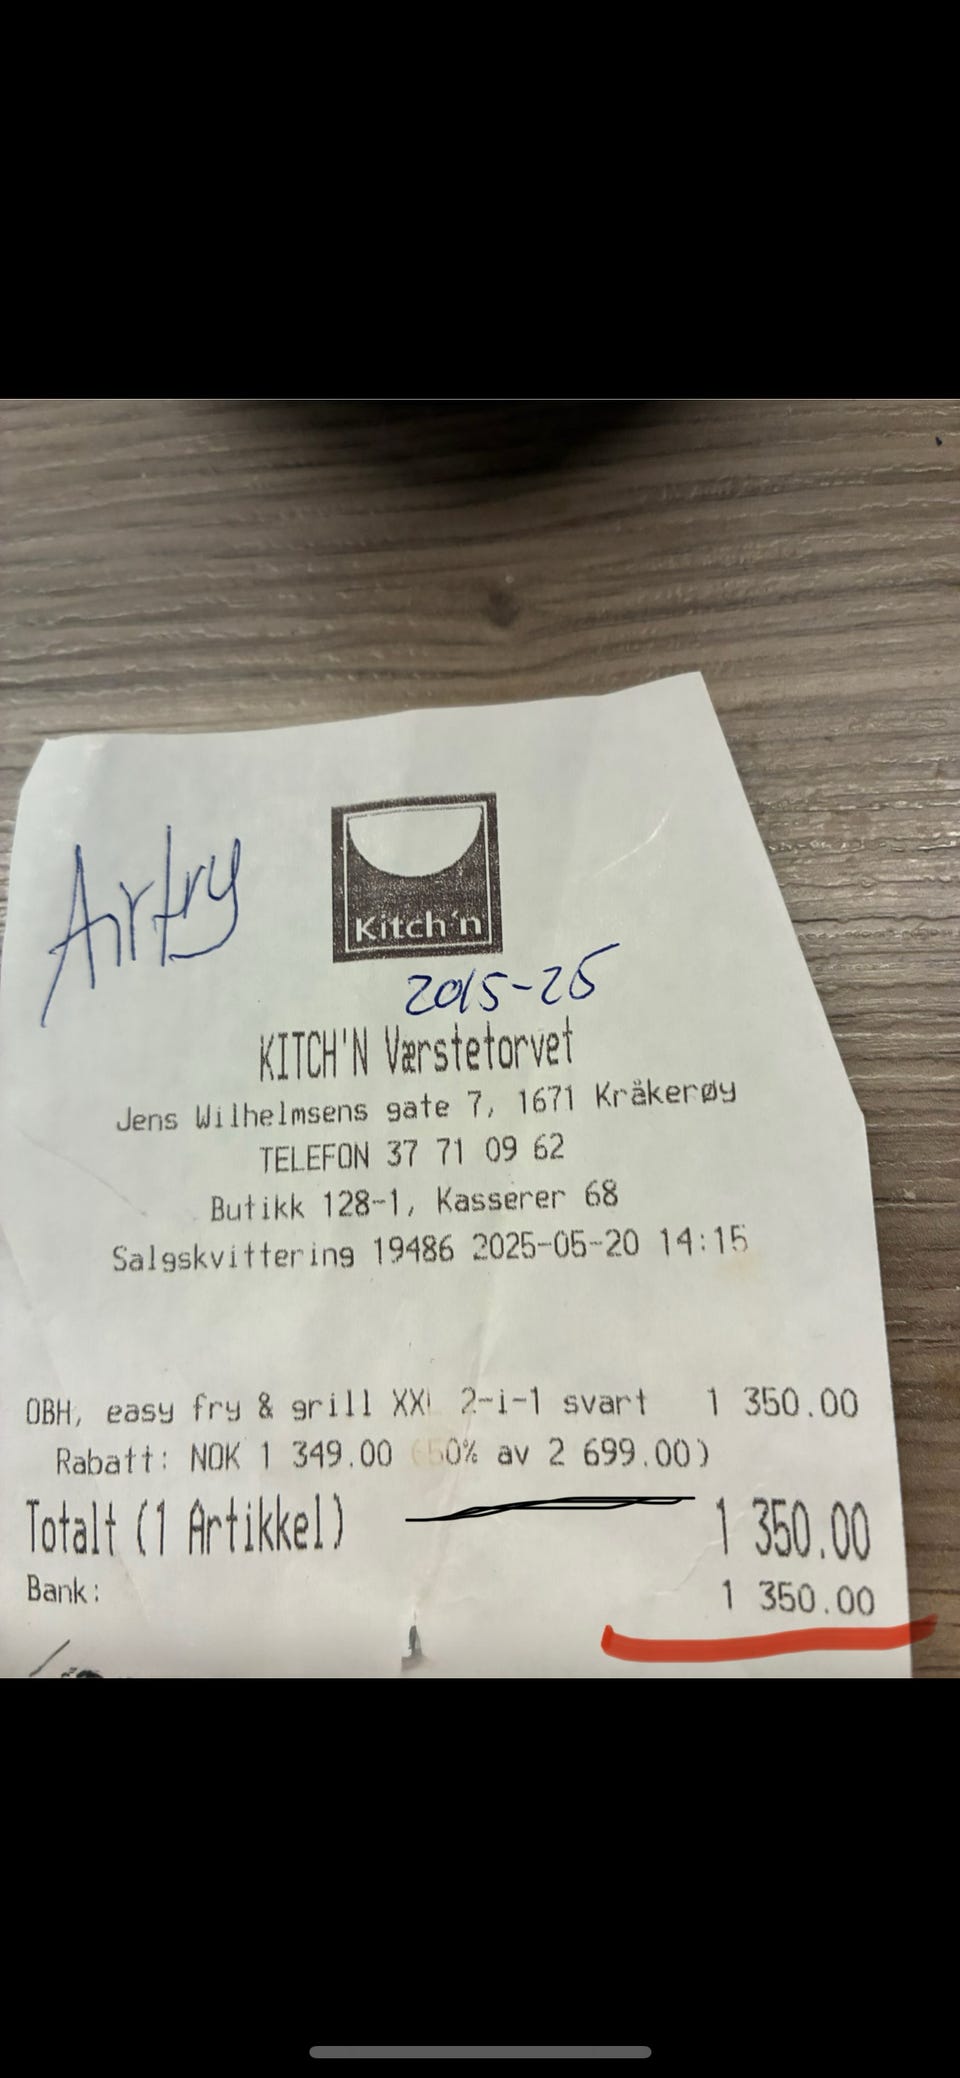 Kitch'n
Airfry
2015-25
KITCH'N Værstetorvet
Jens Wilhelmsens gate 7, 1671 Kråkerøy
TELEFON 37 71 09 62
Butikk 128-1, Kasserer 68
Salgskvittering 19486 2025-05-20 14:15
OBH, easy fry & grill XXL 2-i-1 svart 1 350.00
Rabatt: NOK 1 349.00 (50% av 2 699.00)
Totalt (1 Artikkel) 1 350.00
Bank: 1 350.00